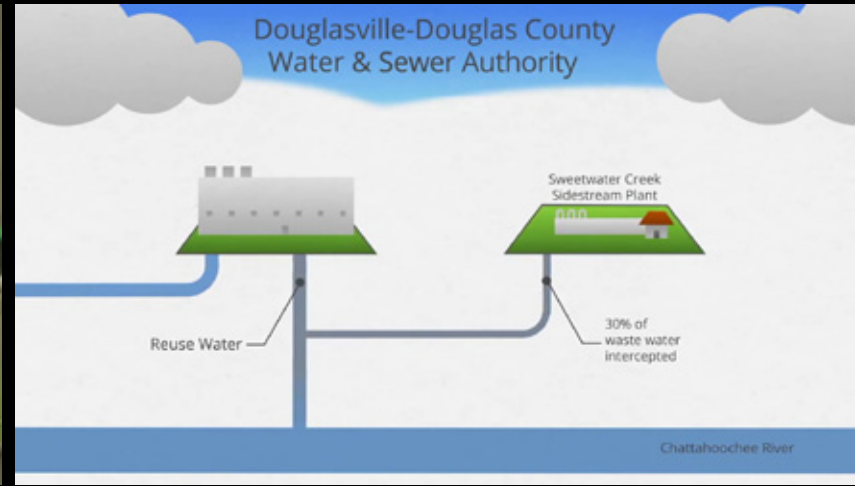 Douglasville-Douglas County
Water & Sewer Authority
Sweetwater Creek
Sidestream Plant
Reuse Water
30% of
waste water
intercepted
Chattahoochee River